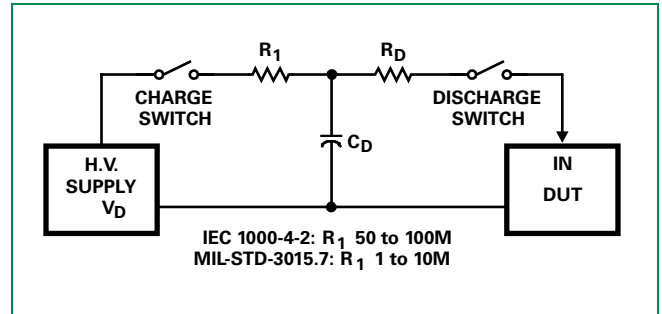 R1
RD
CHARGE
SWITCH
DISCHARGE
SWITCH
CD
H.V.
SUPPLY
VD
IN
DUT
IEC 1000-4-2: R1 50 to 100M
MIL-STD-3015.7: R1 1 to 10M